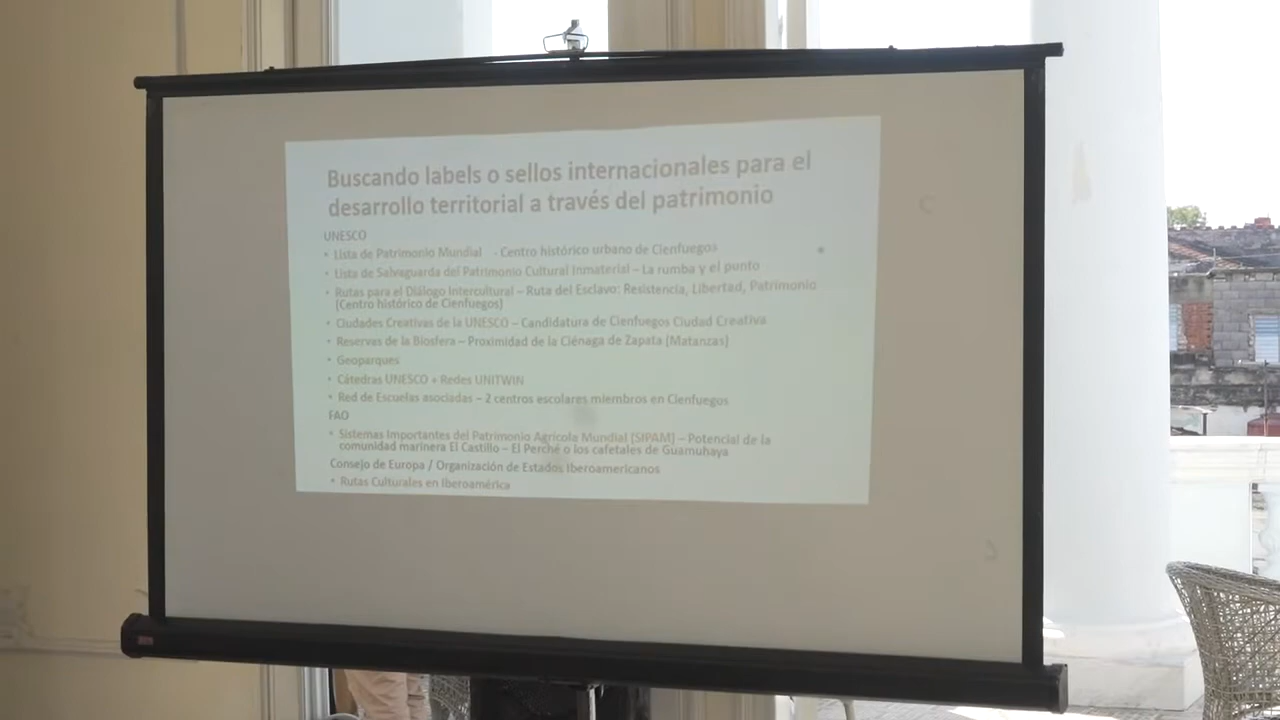 Buscando labels o sellos internacionales para el
desarrollo territorial a través del patrimonio
UNESCO
• Lista de Patrimonio Mundial - Centro histórico urbano de Cienfuegos
• Lista de Salvaguarda del Patrimonio Cultural Inmaterial – La rumba y el punto
• Rutas para el Diálogo Intercultural – Ruta del Esclavo: Resistencia, Libertad, Patrimonio
(Centro histórico de Cienfuegos)
• Ciudades Creativas de la UNESCO – Candidatura de Cienfuegos Ciudad Creativa
• Reservas de la Biosfera – Proximidad de la Ciénaga de Zapata (Matanzas)
• Geoparques
• Cátedras UNESCO + Redes UNITWIN
• Red de Escuelas asociadas – 2 centros escolares miembros en Cienfuegos
FAO
• Sistemas Importantes del Patrimonio Agrícola Mundial (SIPAM) – Potencial de la
comunidad marinera El Castillo – El Perché o los cafetales de Guamuhaya
Consejo de Europa / Organización de Estados Iberoamericanos
• Rutas Culturales en Iberoamérica